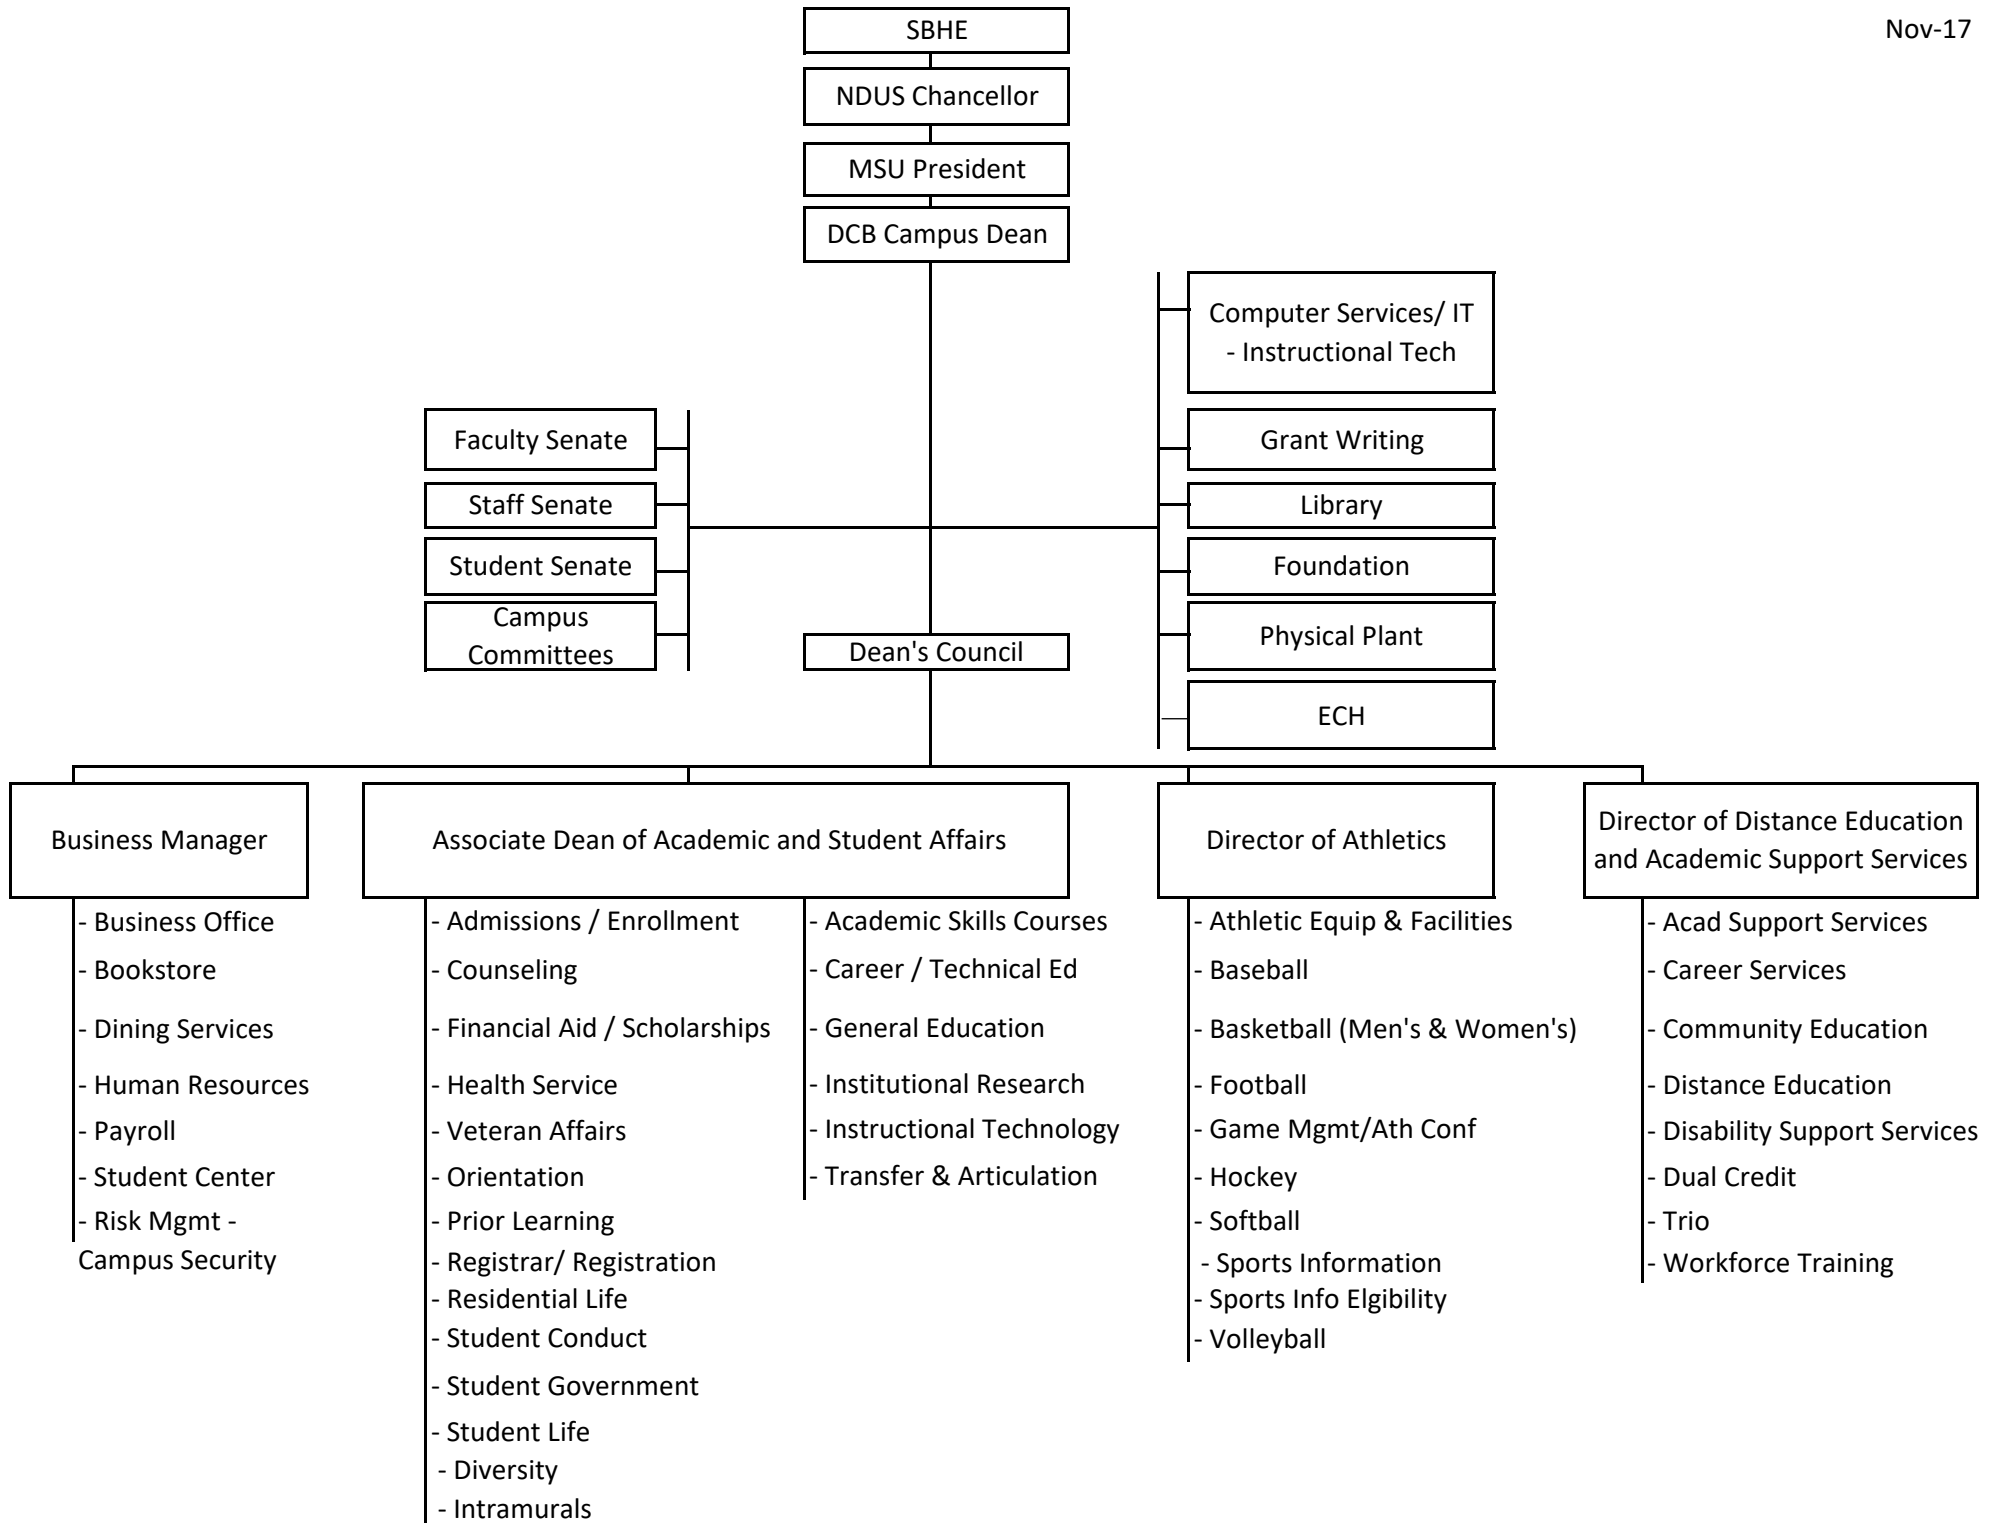 SBHE
Nov-17
NDUS Chancellor
MSU President
DCB Campus Dean
Computer Services/ IT
- Instructional Tech
Faculty Senate
Staff Senate
Student Senate
Campus
Committees
Grant Writing
Library
Foundation
Physical Plant
ECH
Dean's Council
Business Manager
- Business Office
- Bookstore
- Dining Services
- Human Resources
- Payroll
- Student Center
- Risk Mgmt -
Campus Security
Associate Dean of Academic and Student Affairs
- Admissions / Enrollment
- Counseling
- Financial Aid / Scholarships
- Health Service
- Veteran Affairs
- Orientation
- Prior Learning
- Registrar/ Registration
- Residential Life
- Student Conduct
- Student Government
- Student Life
- Diversity
- Intramurals
- Academic Skills Courses
- Career / Technical Ed
- General Education
- Institutional Research
- Instructional Technology
- Transfer & Articulation
Director of Athletics
- Athletic Equip & Facilities
- Baseball
- Basketball (Men's & Women's)
- Football
- Game Mgmt/Ath Conf
- Hockey
- Softball
- Sports Information
- Sports Info Elgibility
- Volleyball
Director of Distance Education
and Academic Support Services
- Acad Support Services
- Career Services
- Community Education
- Distance Education
- Disability Support Services
- Dual Credit
- Trio
- Workforce Training